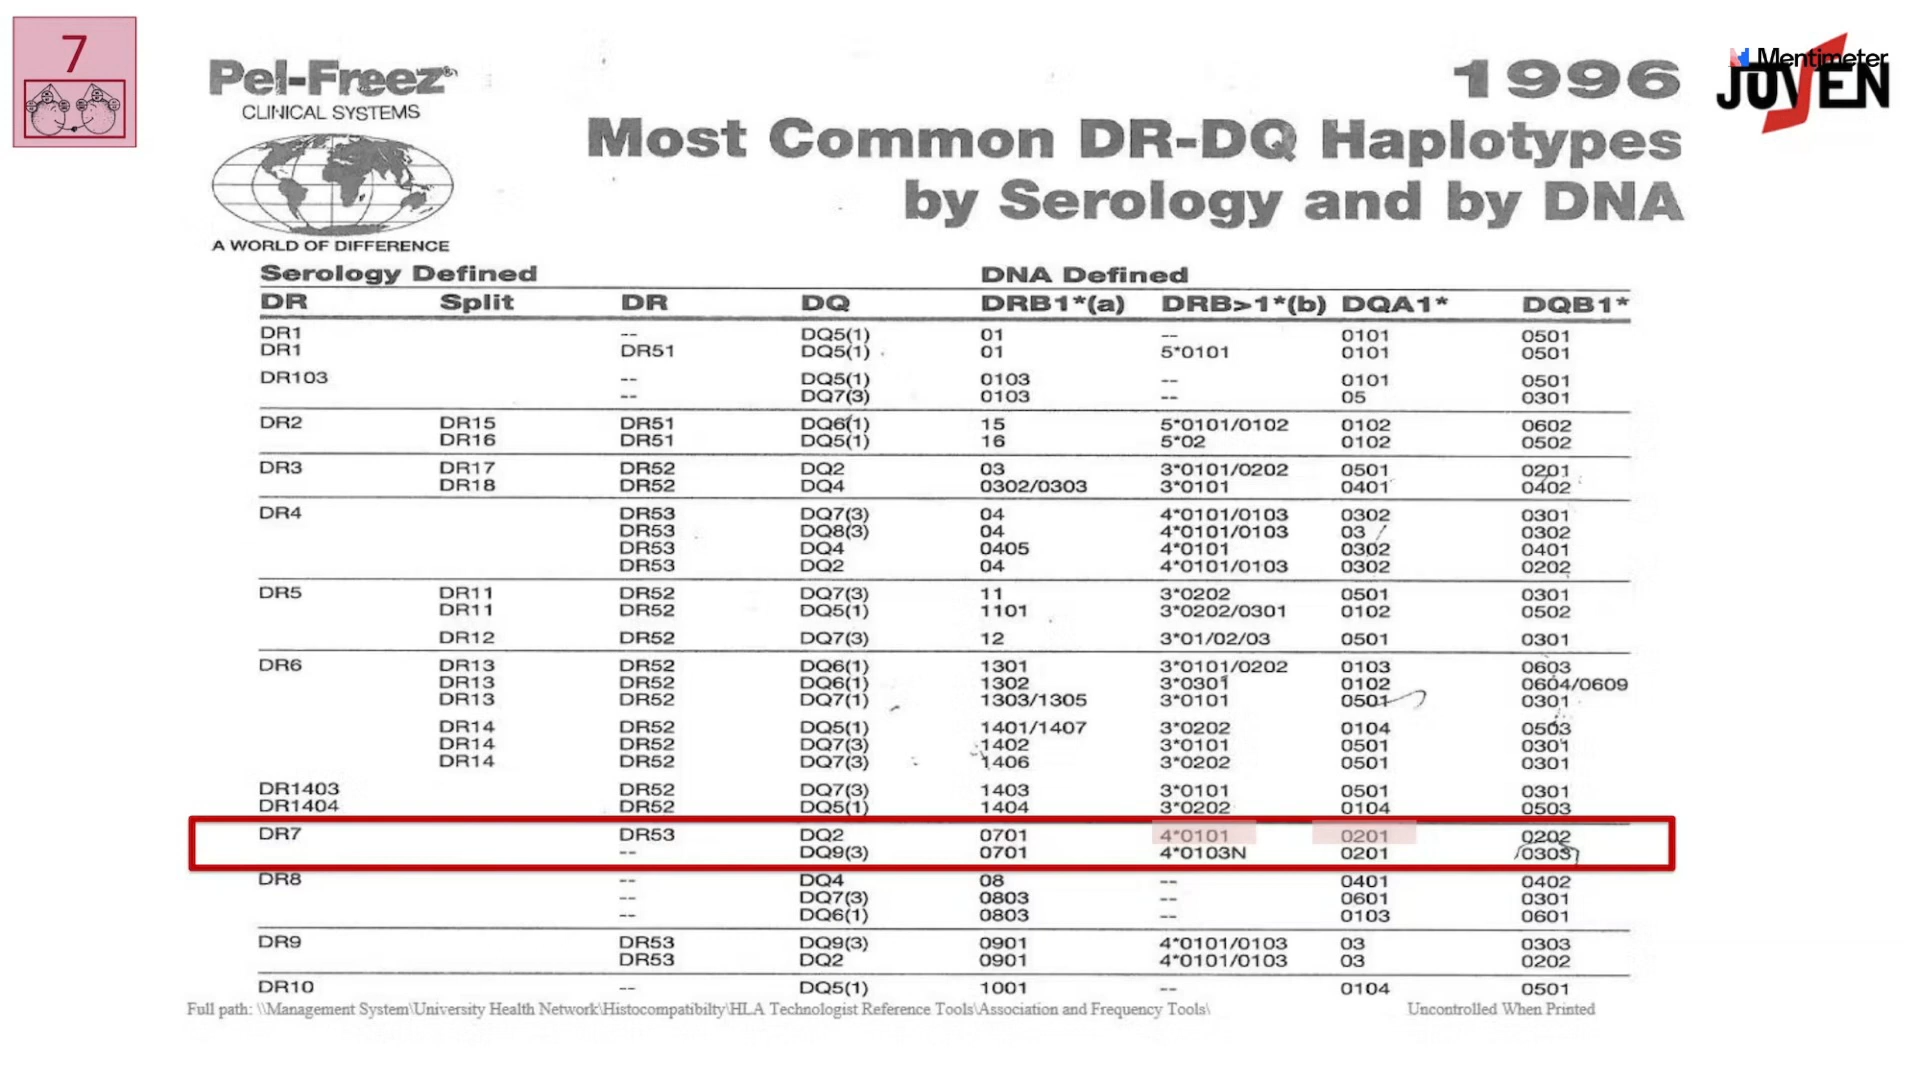 7
Pel-Freez®
CLINICAL SYSTEMS
A WORLD OF DIFFERENCE
1996
Most Common DR-DQ Haplotypes
by Serology and by DNA
Mentimeter
JOVEN
Serology Defined DNA Defined
DR Split DR DQ DRB1*(a) DRB>1*(b) DQA1* DQB1*
DR1 -- DQ5(1) 01 -- 0101 0501
DR1 DR51 DQ5(1) 01 5*0101 0101 0501
DR103 -- DQ5(1) 0103 -- 0101 0501
-- DQ7(3) 0103 -- 05 0301
DR2 DR15 DR51 DQ6(1) 15 5*0101/0102 0102 0602
DR16 DR51 DQ5(1) 16 5*02 0102 0502
DR3 DR17 DR52 DQ2 03 3*0101/0202 0501 0201
DR18 DR52 DQ4 0302/0303 3*0101 0401 0402
DR4 DR53 DQ7(3) 04 4*0101/0103 0302 0301
DR53 DQ8(3) 04 4*0101/0103 03 0302
DR53 DQ4 0405 4*0101 0302 0401
DR53 DQ2 04 4*0101/0103 0302 0202
DR5 DR11 DR52 DQ7(3) 11 3*0202 0501 0301
DR11 DR52 DQ5(1) 1101 3*0202/0301 0102 0502
DR12 DR52 DQ7(3) 12 3*01/02/03 0501 0301
DR6 DR13 DR52 DQ6(1) 1301 3*0101/0202 0103 0603
DR13 DR52 DQ6(1) 1302 3*0301 0102 0604/0609
DR13 DR52 DQ7(1) 1303/1305 3*0101 0501 0301
DR14 DR52 DQ5(1) 1401/1407 3*0202 0104 0503
DR14 DR52 DQ7(3) 1402 3*0101 0501 0301
DR14 DR52 DQ7(3) 1406 3*0202 0501 0301
DR1403 DR52 DQ7(3) 1403 3*0101 0501 0301
DR1404 DR52 DQ5(1) 1404 3*0202 0104 0503
DR7 DR53 DQ2 0701 4*0101 0201 0202
-- DQ9(3) 0701 4*0103N 0201 0303
DR8 -- DQ4 08 -- 0401 0402
-- DQ7(3) 0803 -- 0601 0301
-- DQ6(1) 0803 -- 0103 0601
DR9 DR53 DQ9(3) 0901 4*0101/0103 03 0303
DR53 DQ2 0901 4*0101/0103 03 0202
DR10 -- DQ5(1) 1001 -- 0104 0501
Full path: \\Management System\University Health Network\Histocompatibilty\HLA Technologist Reference Tools\Association and Frequency Tools\ Uncontrolled When Printed